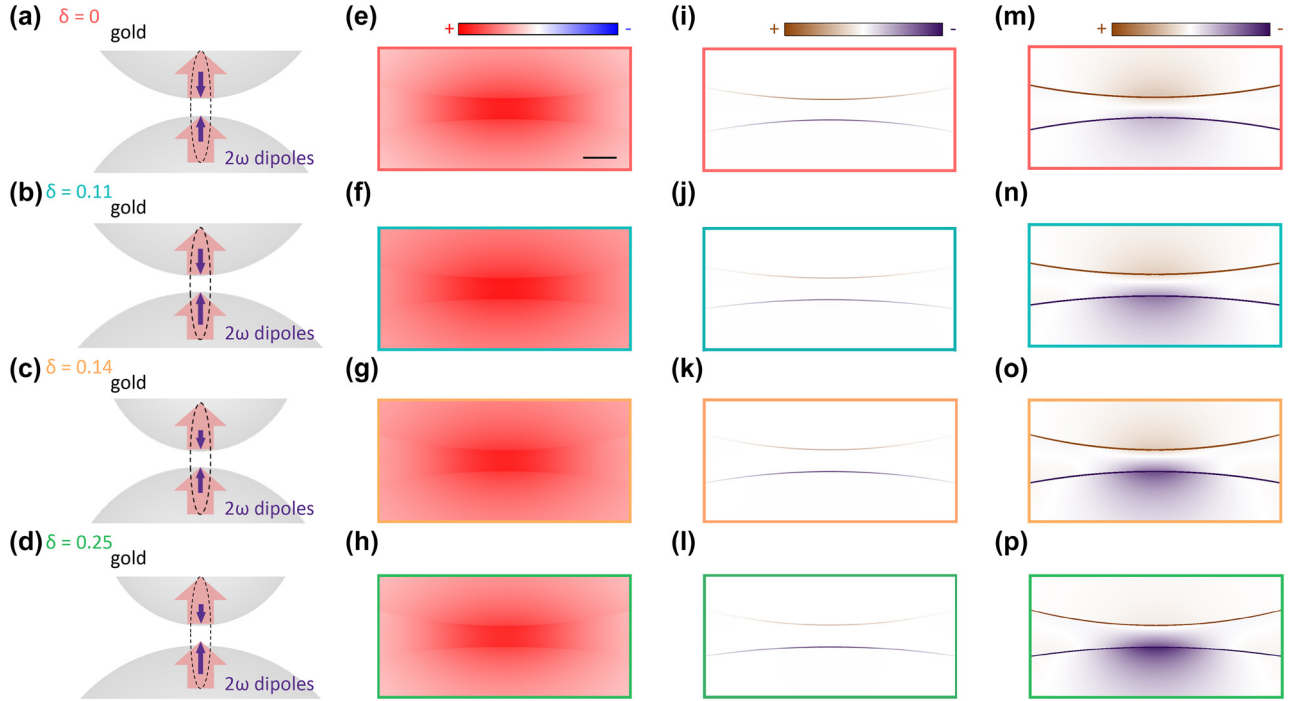 (a) δ = 0
gold
2ω dipoles
(e) + -
(i) + -
(m) + -
(b) δ = 0.11
gold
2ω dipoles
(f)
(j)
(n)
(c) δ = 0.14
gold
2ω dipoles
(g)
(k)
(o)
(d) δ = 0.25
gold
2ω dipoles
(h)
(l)
(p)